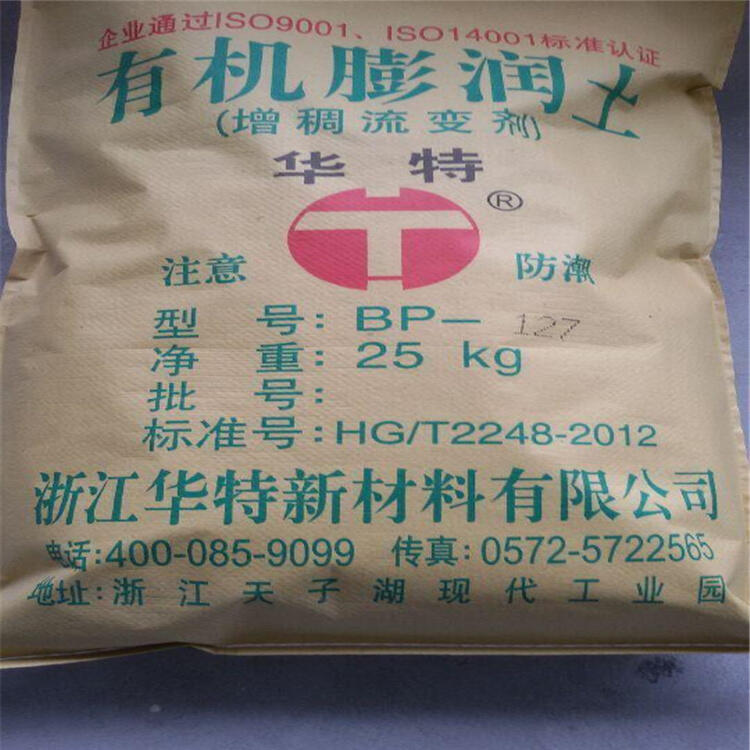 企业通过ISO9001、ISO14001标准认证
有机膨润土
(增稠流变剂)
华特
®
注意 防潮
型号：BP-127
净重：25 kg
批号：
标准号：HG/T2248-2012
浙江华特新材料有限公司
电话:400-085-9099 传真:0572-5722565
地址:浙江天子湖现代工业园